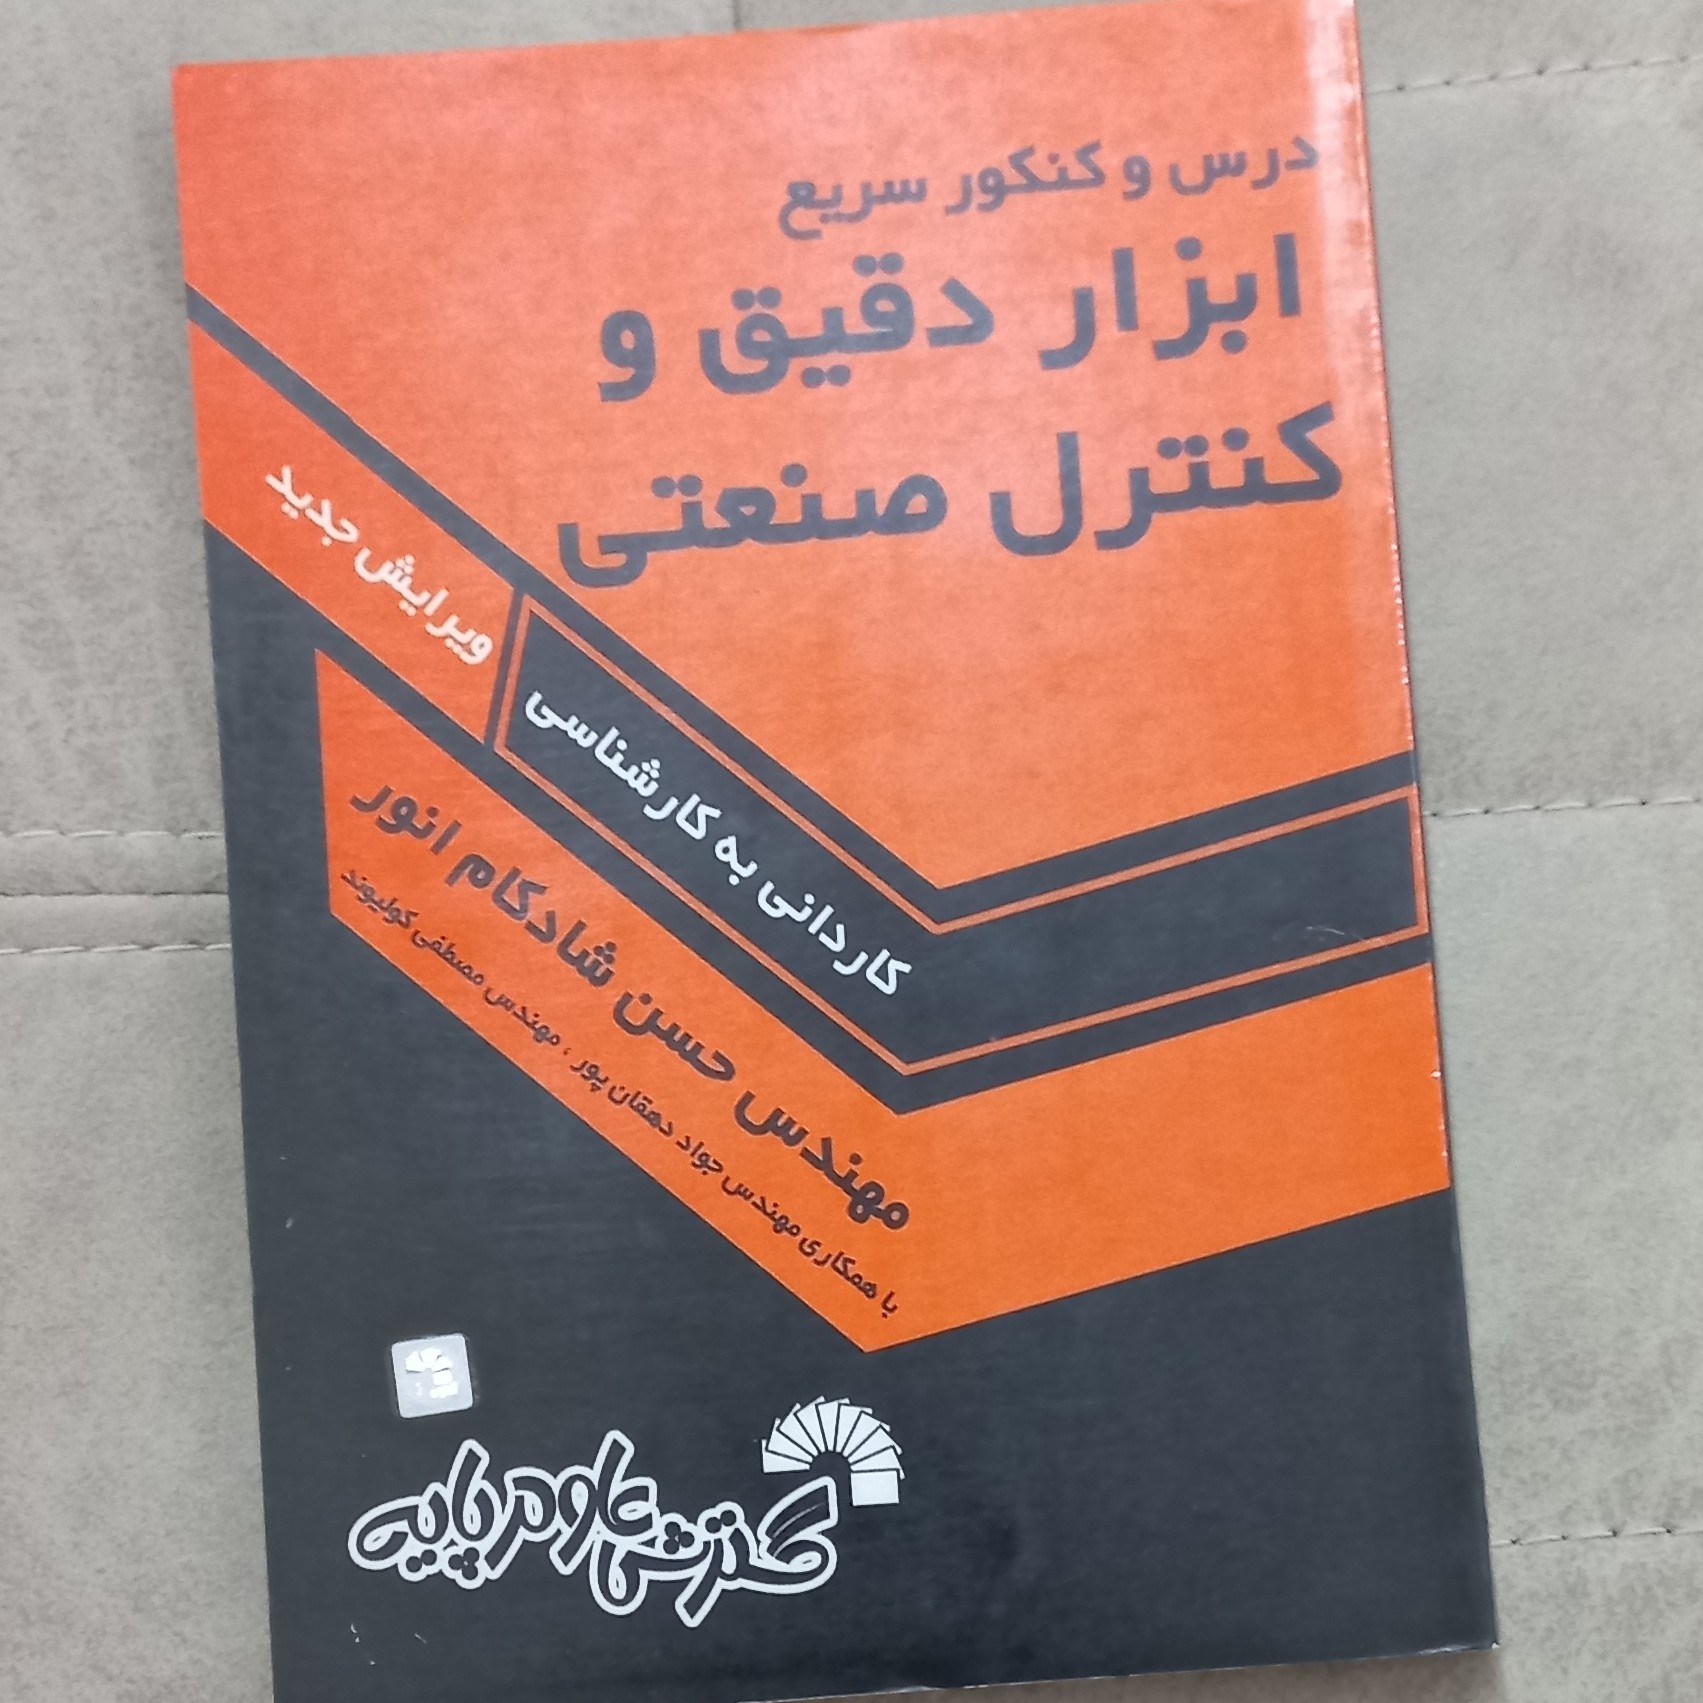 درس و کنکور سریع
ابزار دقیق و
کنترل صنعتی
ویرایش جدید
کاردانی به کارشناسی
مهندس حسن شادکام انور
با همکاری مهندس جواد دهقان پور ، مهندس مصطفی کولیوند
گسترش علوم پایه